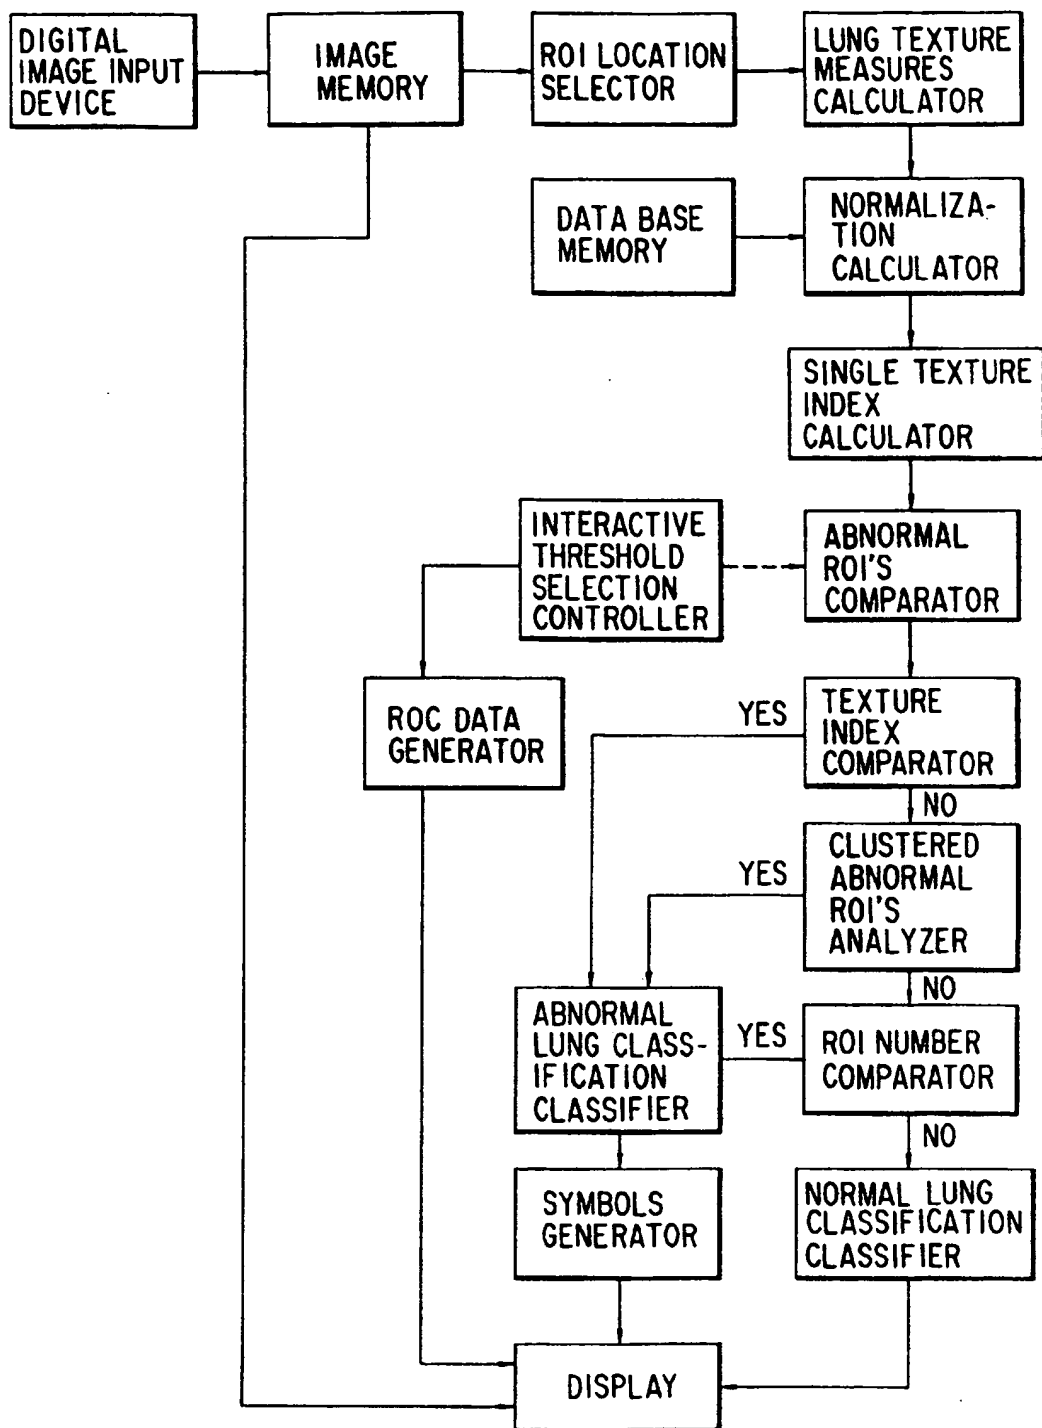 DIGITAL
IMAGE INPUT
DEVICE
IMAGE
MEMORY
ROI LOCATION
SELECTOR
LUNG TEXTURE
MEASURES
CALCULATOR
DATA BASE
MEMORY
NORMALIZA-
TION
CALCULATOR
SINGLE TEXTURE
INDEX
CALCULATOR
INTERACTIVE
THRESHOLD
SELECTION
CONTROLLER
ABNORMAL
ROI'S
COMPARATOR
ROC DATA
GENERATOR
YES
TEXTURE
INDEX
COMPARATOR
NO
YES
CLUSTERED
ABNORMAL
ROI'S
ANALYZER
NO
ABNORMAL
LUNG CLASS-
IFICATION
CLASSIFIER
YES
ROI NUMBER
COMPARATOR
NO
SYMBOLS
GENERATOR
NORMAL LUNG
CLASSIFICATION
CLASSIFIER
DISPLAY